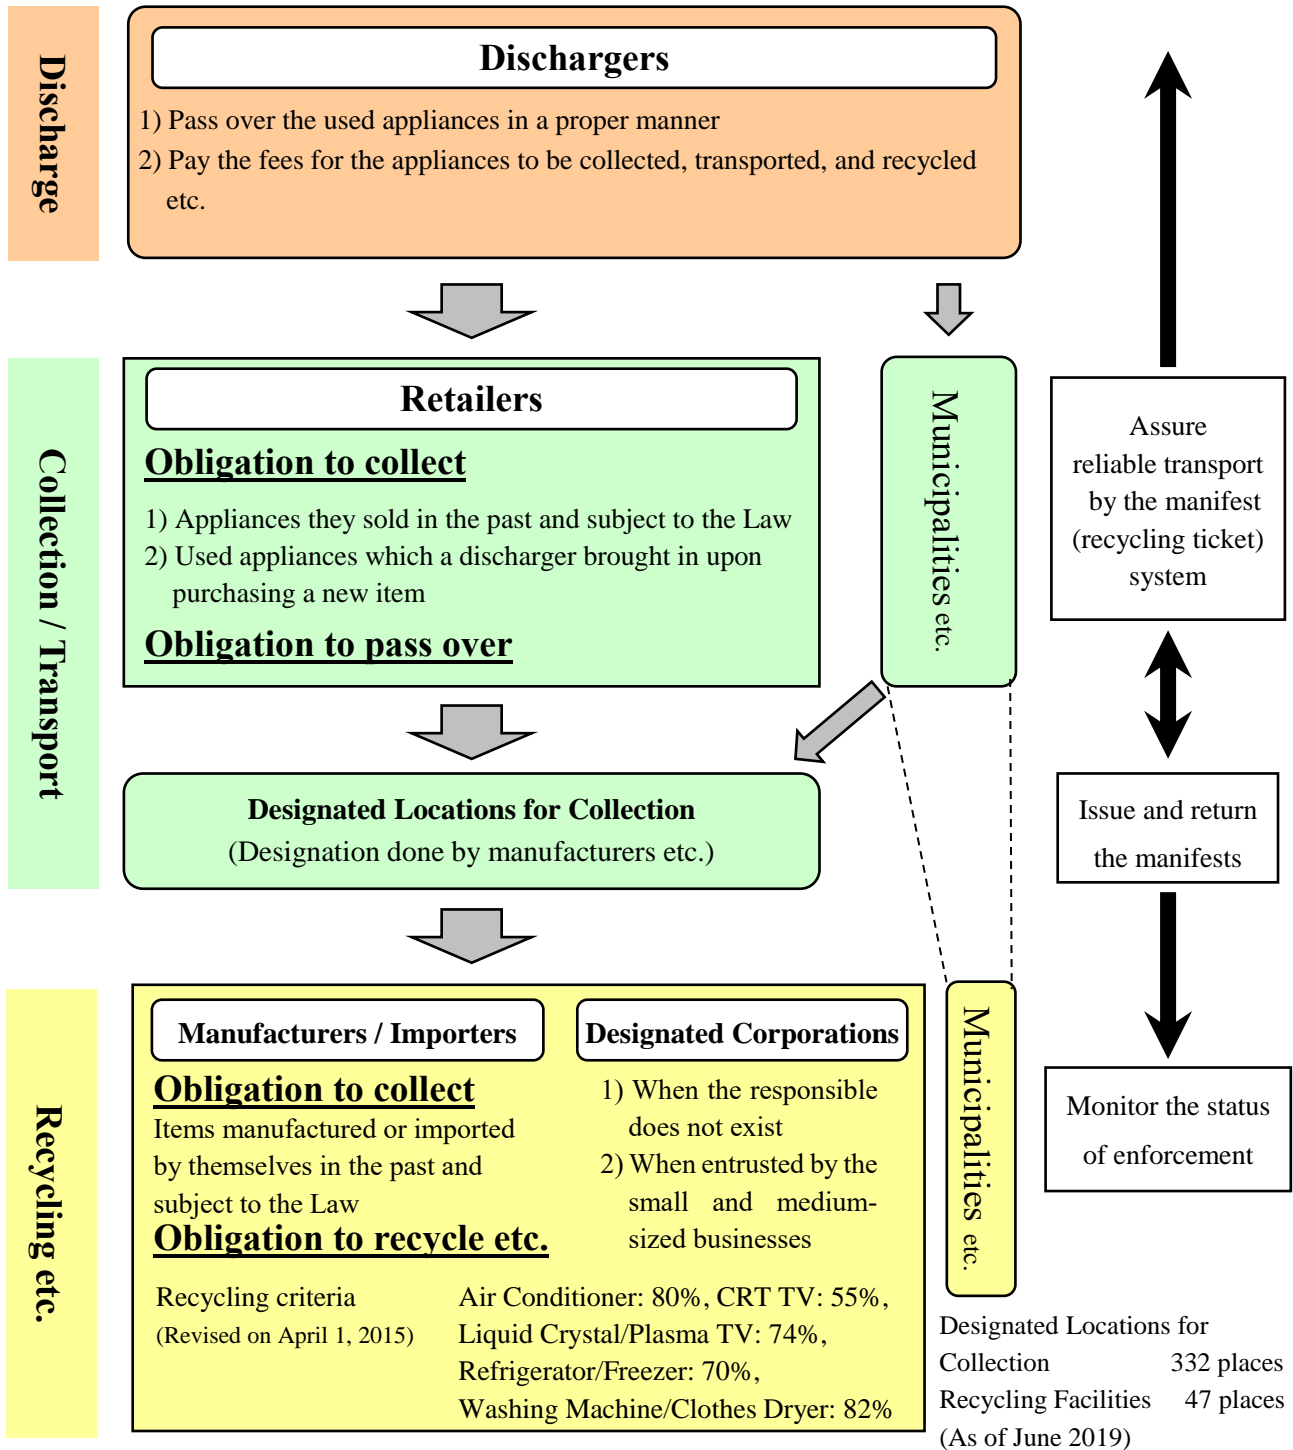 Discharge
Dischargers
1) Pass over the used appliances in a proper manner
2) Pay the fees for the appliances to be collected, transported, and recycled
etc.
Collection / Transport
Retailers
Obligation to collect
1) Appliances they sold in the past and subject to the Law
2) Used appliances which a discharger brought in upon
purchasing a new item
Obligation to pass over
Municipalities etc.
Assure
reliable transport
by the manifest
(recycling ticket)
system
Designated Locations for Collection
(Designation done by manufacturers etc.)
Issue and return
the manifests
Recycling etc.
Manufacturers / Importers
Obligation to collect
Items manufactured or imported
by themselves in the past and
subject to the Law
Obligation to recycle etc.
Designated Corporations
1) When the responsible
does not exist
2) When entrusted by the
small and medium-
sized businesses
Recycling criteria
(Revised on April 1, 2015)
Air Conditioner: 80%, CRT TV: 55%,
Liquid Crystal/Plasma TV: 74%,
Refrigerator/Freezer: 70%,
Washing Machine/Clothes Dryer: 82%
Municipalities etc.
Monitor the status
of enforcement
Designated Locations for
Collection 332 places
Recycling Facilities 47 places
(As of June 2019)